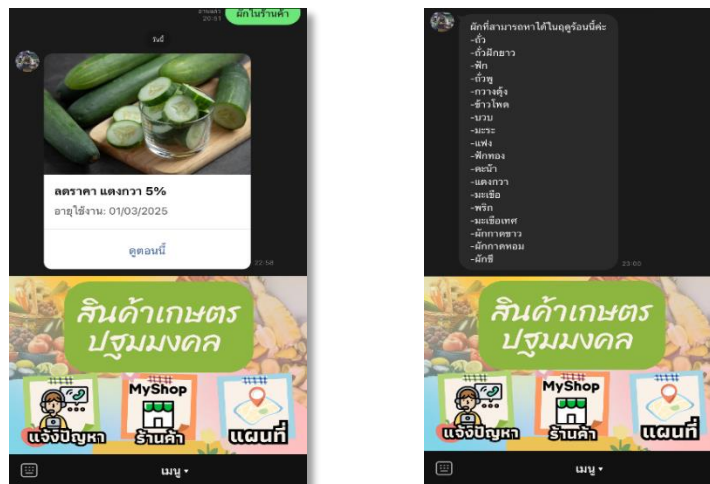 อ่านแล้ว
20:51
ผักในร้านค้า
วันนี้
ลดราคา แตงกวา 5%
อายุใช้งาน: 01/03/2025
ดูตอนนี้
22:58
สินค้าเกษตร
ปฐมมงคล
แจ้งปัญหา
MyShop
ร้านค้า
แผนที่
เมนู
ผักที่สามารถหาได้ในฤดูร้อนนี้ค่ะ
-ถั่ว
-ถั่วฝักยาว
-ฟัก
-ถั่วพู
-กวางตุ้ง
-ข้าวโพด
-บวบ
-มะระ
-แฟง
-ฟักทอง
-คะน้า
-แตงกวา
-มะเขือ
-พริก
-มะเขือเทศ
-ผักกาดขาว
-ผักกาดหอม
-ผักชี
23:00
สินค้าเกษตร
ปฐมมงคล
แจ้งปัญหา
MyShop
ร้านค้า
แผนที่
เมนู